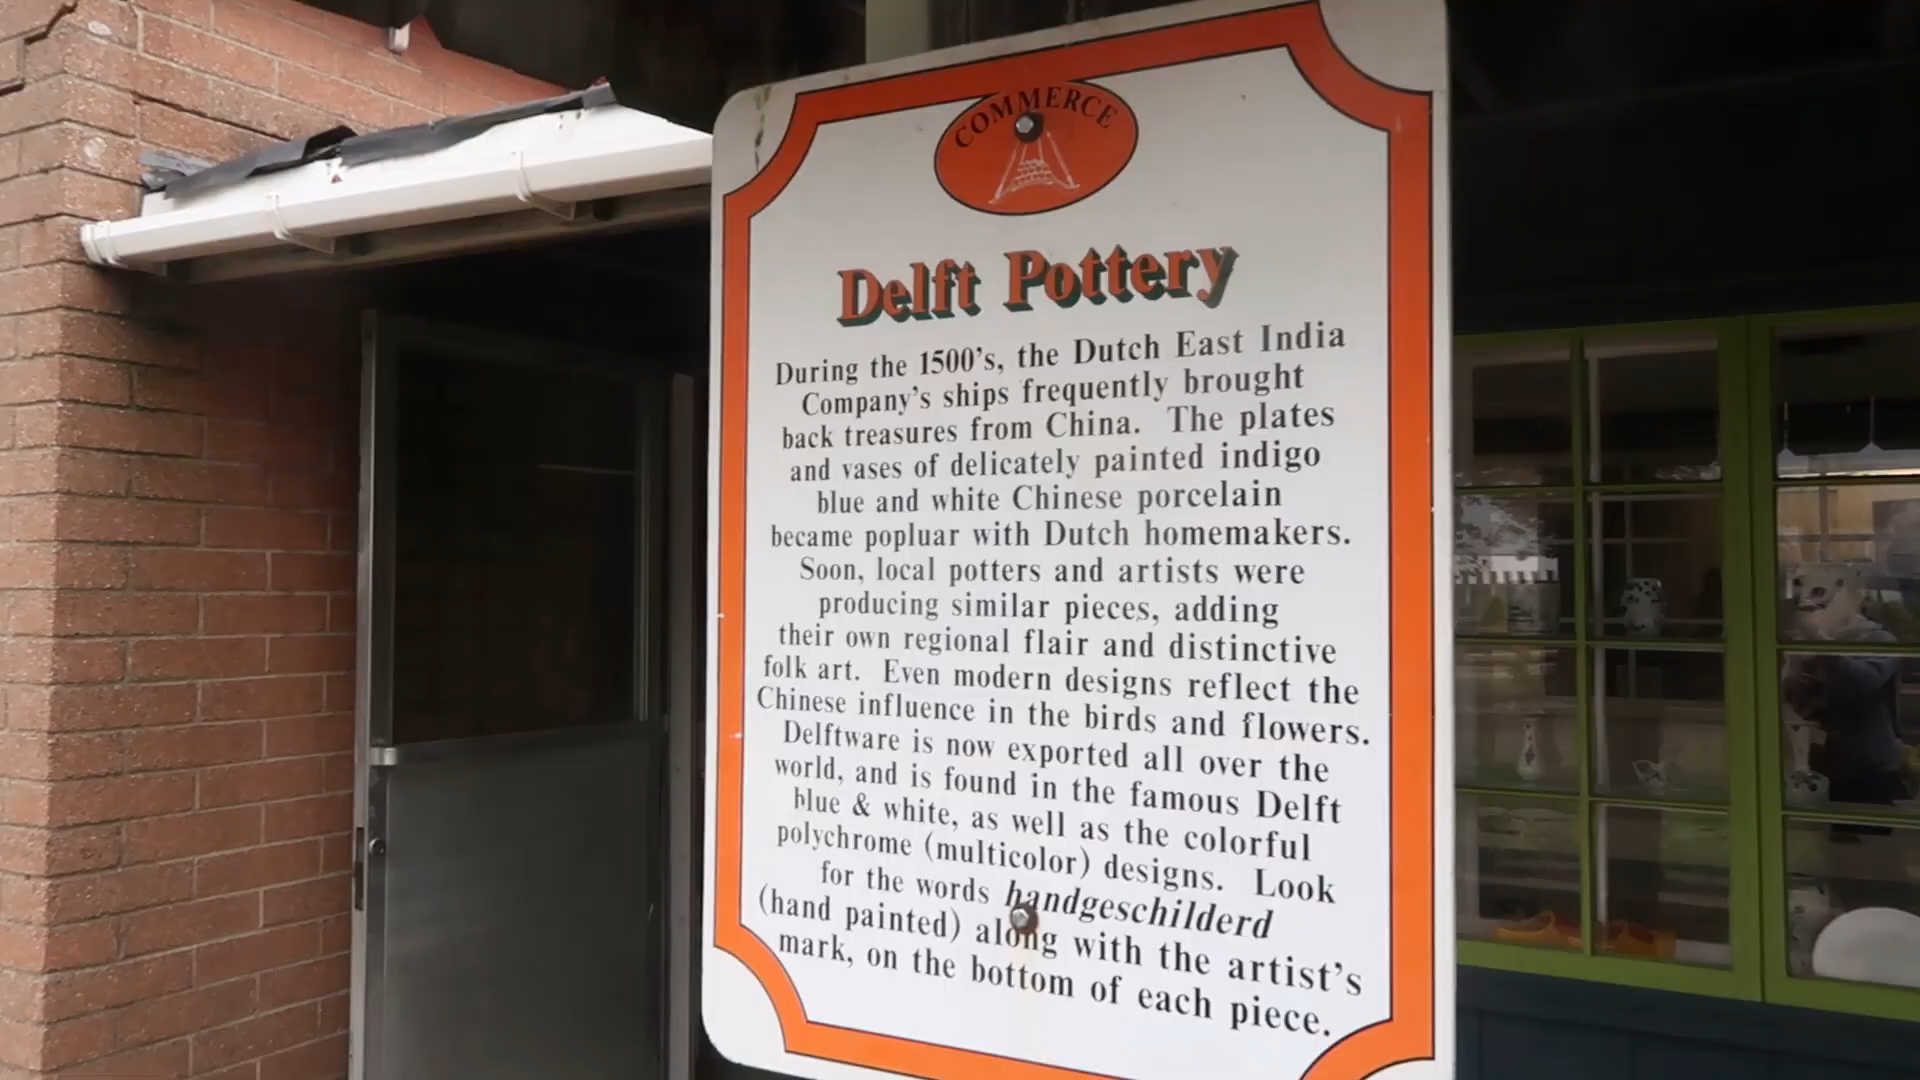 COMMERCE
Delft Pottery
During the 1500's, the Dutch East India
Company's ships frequently brought
back treasures from China. The plates
and vases of delicately painted indigo
blue and white Chinese porcelain
became popluar with Dutch homemakers.
Soon, local potters and artists were
producing similar pieces, adding
their own regional flair and distinctive
folk art. Even modern designs reflect the
Chinese influence in the birds and flowers.
Delftware is now exported all over the
world, and is found in the famous Delft
blue & white, as well as the colorful
polychrome (multicolor) designs. Look
for the words handgeschilderd
(hand painted) along with the artist's
mark, on the bottom of each piece.